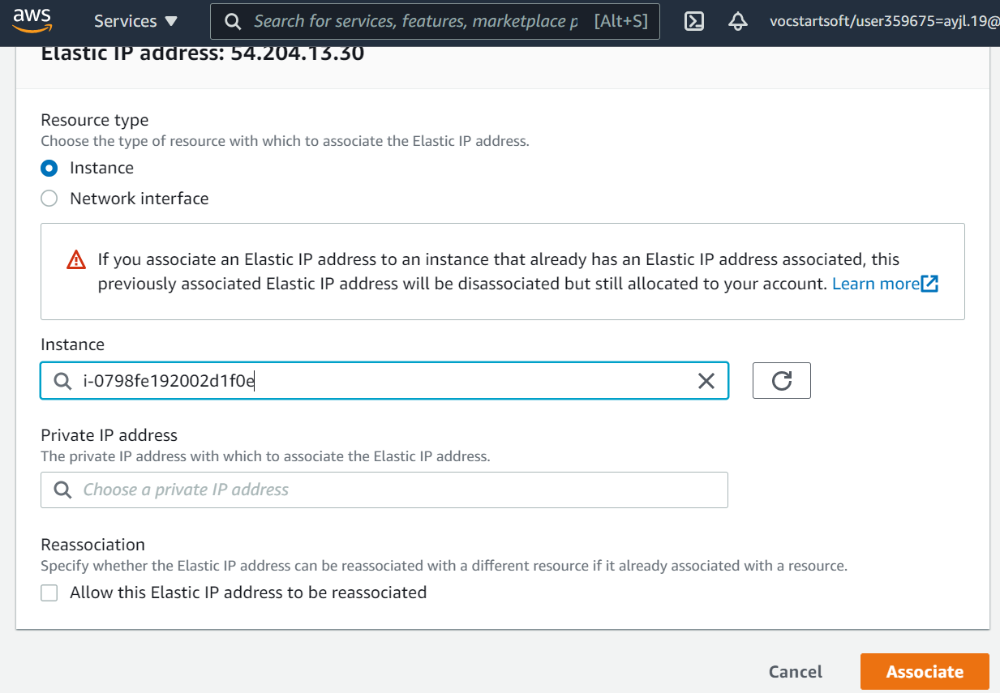 aws
Services
Search for services, features, marketplace p
[Alt+S]
vocstartsoft/user359675=ayjl.19@
Elastic IP address: 54.204.13.30
Resource type
Choose the type of resource with which to associate the Elastic IP address.
Instance
Network interface
If you associate an Elastic IP address to an instance that already has an Elastic IP address associated, this
previously associated Elastic IP address will be disassociated but still allocated to your account. Learn more
Instance
i-0798fe192002d1f0e
Private IP address
The private IP address with which to associate the Elastic IP address.
Choose a private IP address
Reassociation
Specify whether the Elastic IP address can be reassociated with a different resource if it already associated with a resource.
Allow this Elastic IP address to be reassociated
Cancel
Associate